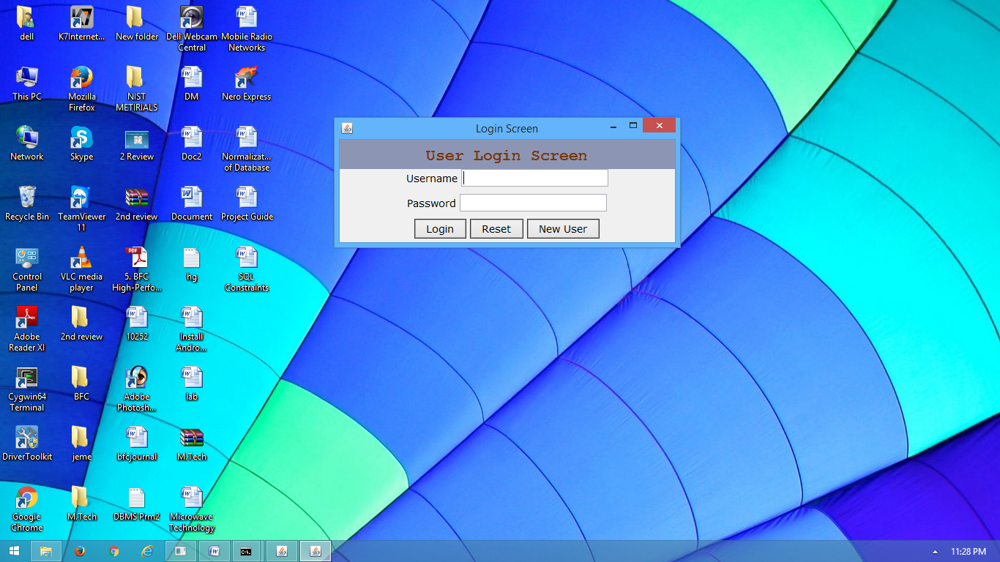 dell
K7Internet...
New folder
Dell Webcam
Central
Mobile Radio
Networks
This PC
Mozilla
Firefox
NIST
METIRIALS
DM
Nero Express
Network
Skype
2 Review
Doc2
Normalizat...
of Database
Recycle Bin
TeamViewer
11
2nd review
Document
Project Guide
Control
Panel
VLC media
player
PDF
5. BFC
High-Perfo...
hg
SQL
Constraints
Adobe
Reader XI
2nd review
10252
Install
Andro...
Cygwin64
Terminal
BFC
Adobe
Photosh...
lab
DriverToolkit
jeme
bfcjournal
M.Tech
Google
Chrome
M.Tech
DBMS Prm2
Microwave
Technology
Login Screen
User Login Screen
Username
Password
Login
Reset
New User
11:28 PM